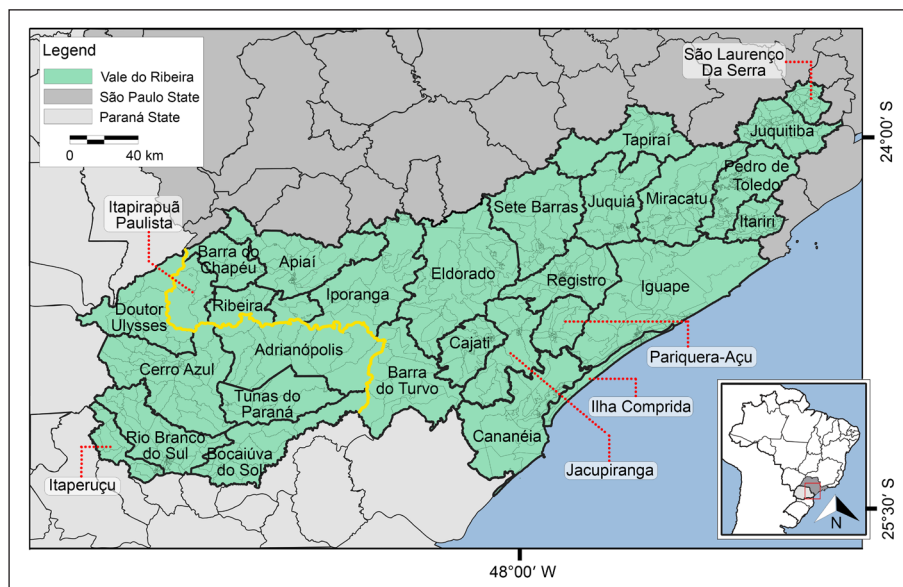 Legend
Vale do Ribeira
São Paulo State
Paraná State
0
40 km
São Laurenço
Da Serra
24°00' S
Juquitiba
Tapiraí
Pedro de
Toledo
Itapirapuã
Paulista
Sete Barras
Juquiá
Miracatu
Itariri
Barra do
Chapéu
Apiaí
Eldorado
Registro
Iguape
Iporanga
Doutor
Ulysses
Ribeira
Adrianópolis
Cajati
Pariquera-Açu
Cerro Azul
Barra
do Turvo
Tunas do
Paraná
Ilha Comprida
Rio Branco
do Sul
Bocaiúva
do Sol
Cananéia
Jacupiranga
Itaperuçu
N
25°30' S
48°00' W